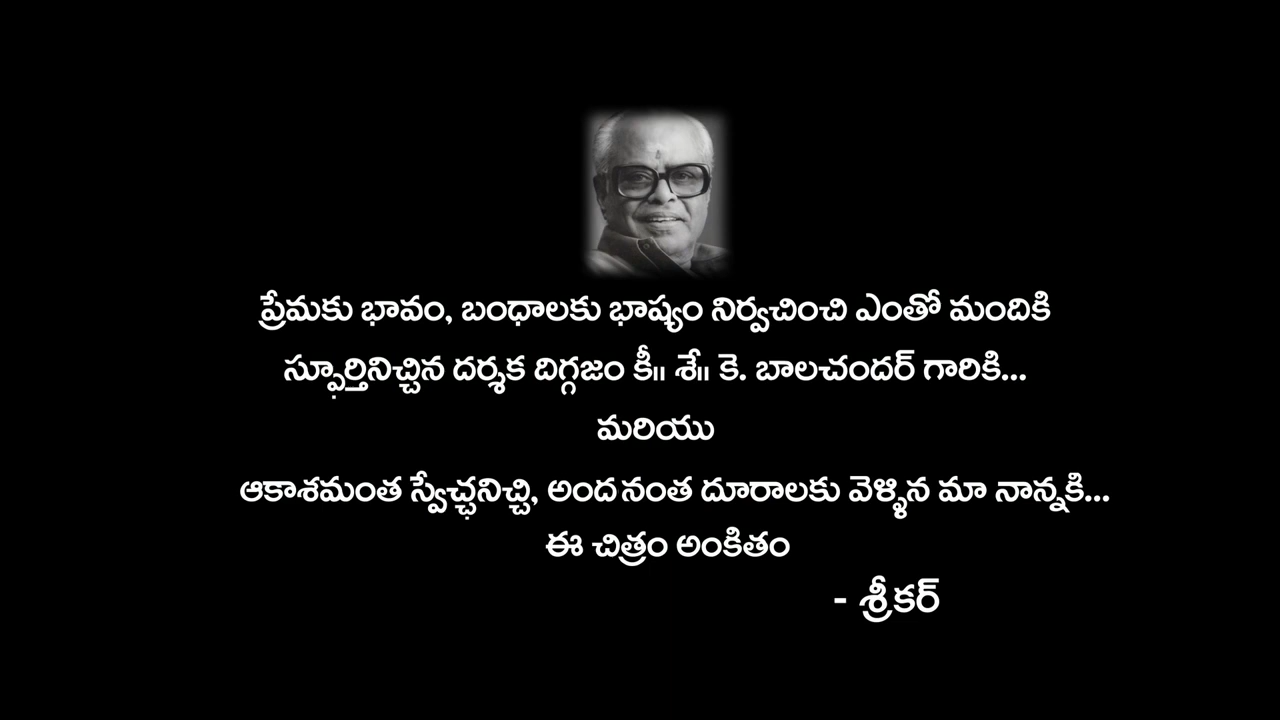 ప్రేమకు భావం, బంధాలకు భాష్యం నిర్వచించి ఎంతో మందికి
స్ఫూర్తినిచ్చిన దర్శక దిగ్గజం కీ॥ శే॥ కె. బాలచందర్ గారికి...
మరియు
ఆకాశమంత స్వేచ్ఛనిచ్చి, అందనంత దూరాలకు వెళ్ళిన మా నాన్నకి...
ఈ చిత్రం అంకితం
- శ్రీకర్